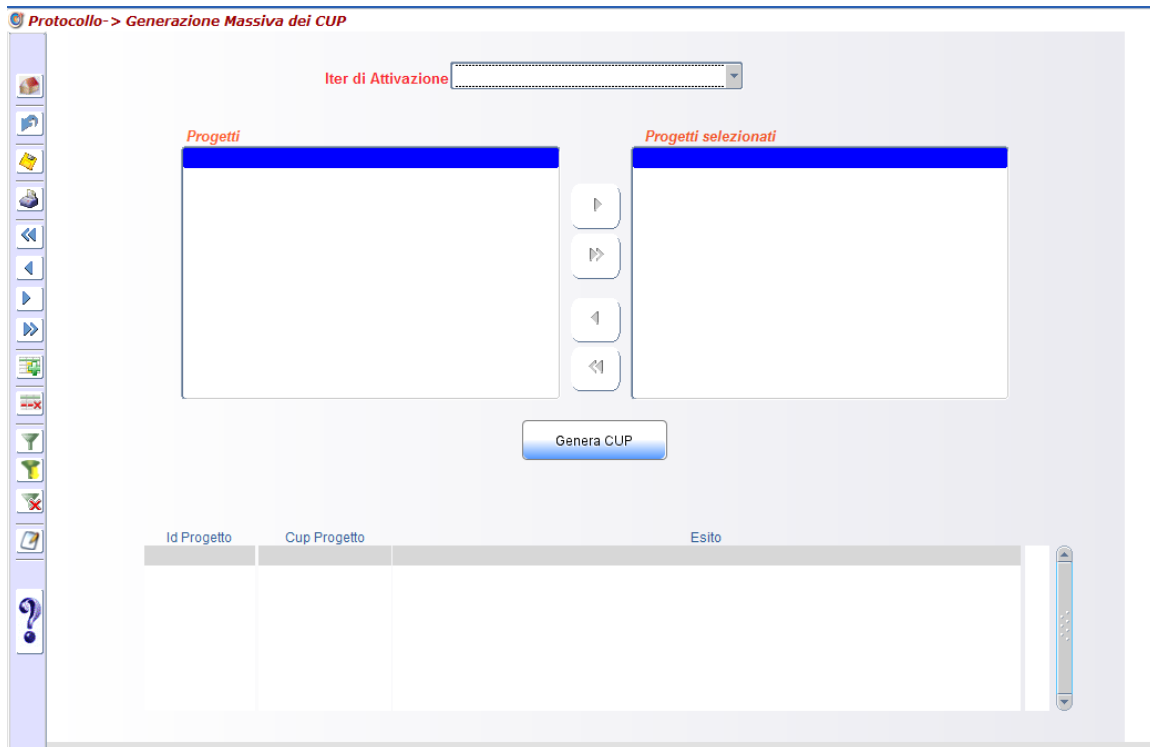 Protocollo-> Generazione Massiva dei CUP
Iter di Attivazione
Progetti
Progetti selezionati
Genera CUP
Id Progetto Cup Progetto Esito